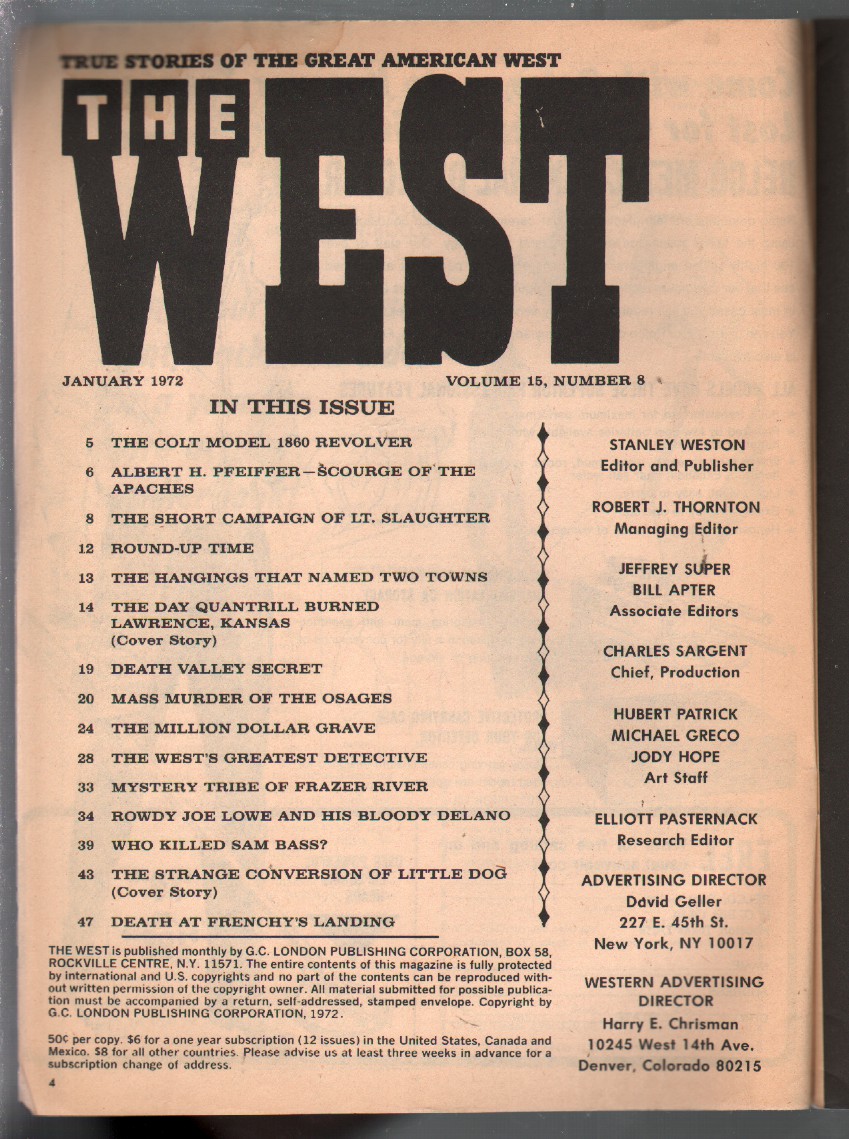 TRUE STORIES OF THE GREAT AMERICAN WEST
THE
WEST
JANUARY 1972 VOLUME 15, NUMBER 8
IN THIS ISSUE
5 THE COLT MODEL 1860 REVOLVER
6 ALBERT H. PFEIFFER—SCOURGE OF THE
APACHES
8 THE SHORT CAMPAIGN OF LT. SLAUGHTER
12 ROUND-UP TIME
13 THE HANGINGS THAT NAMED TWO TOWNS
14 THE DAY QUANTRILL BURNED
LAWRENCE, KANSAS
(Cover Story)
19 DEATH VALLEY SECRET
20 MASS MURDER OF THE OSAGES
24 THE MILLION DOLLAR GRAVE
28 THE WEST'S GREATEST DETECTIVE
33 MYSTERY TRIBE OF FRAZER RIVER
34 ROWDY JOE LOWE AND HIS BLOODY DELANO
39 WHO KILLED SAM BASS?
43 THE STRANGE CONVERSION OF LITTLE DOG
(Cover Story)
47 DEATH AT FRENCHY'S LANDING
STANLEY WESTON
Editor and Publisher
ROBERT J. THORNTON
Managing Editor
JEFFREY SUPER
BILL APTER
Associate Editors
CHARLES SARGENT
Chief, Production
HUBERT PATRICK
MICHAEL GRECO
JODY HOPE
Art Staff
ELLIOTT PASTERNACK
Research Editor
ADVERTISING DIRECTOR
David Geller
227 E. 45th St.
New York, NY 10017
WESTERN ADVERTISING
DIRECTOR
Harry E. Chrisman
10245 West 14th Ave.
Denver, Colorado 80215
THE WEST is published monthly by G.C. LONDON PUBLISHING CORPORATION, BOX 58,
ROCKVILLE CENTRE, N.Y. 11571. The entire contents of this magazine is fully protected
by international and U.S. copyrights and no part of the contents can be reproduced with-
out written permission of the copyright owner. All material submitted for possible publica-
tion must be accompanied by a return, self-addressed, stamped envelope. Copyright by
G.C. LONDON PUBLISHING CORPORATION, 1972.
50¢ per copy. $6 for a one year subscription (12 issues) in the United States, Canada and
Mexico. $8 for all other countries. Please advise us at least three weeks in advance for a
subscription change of address.
4